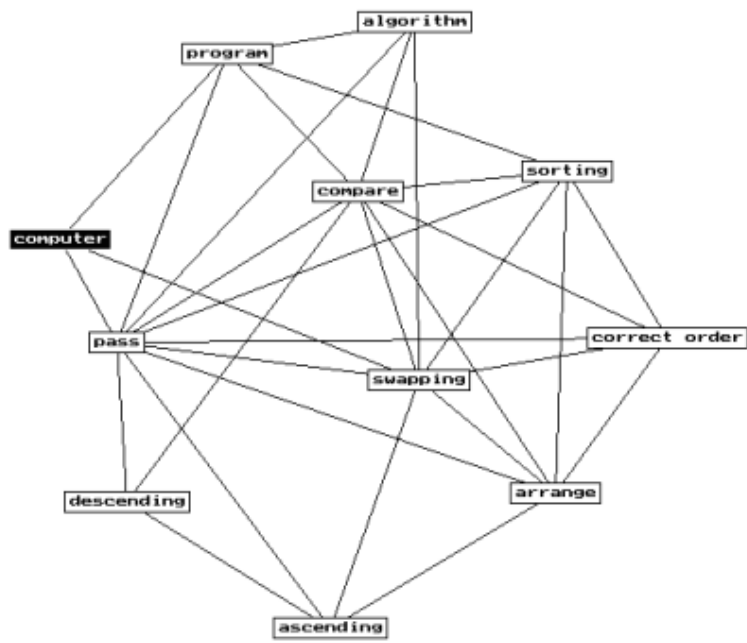 algorithm
program
sorting
compare
computer
pass
correct order
swapping
descending
arrange
ascending